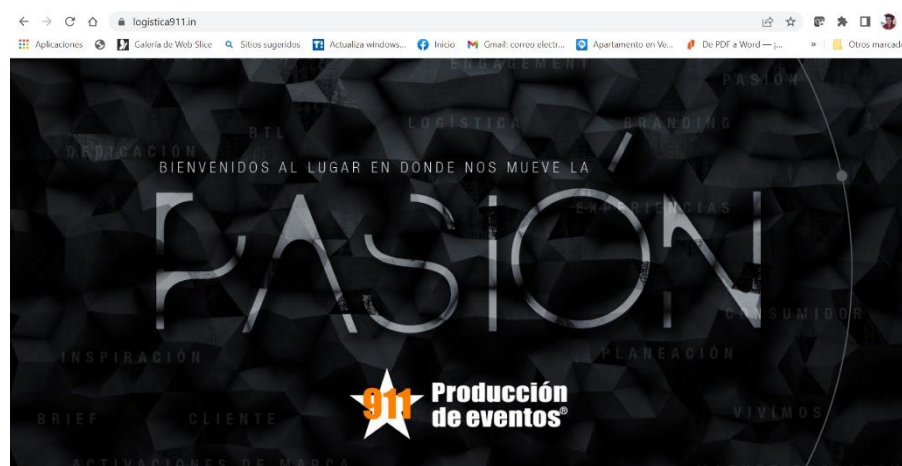 logistica911.in
Aplicaciones Galería de Web Slice Sitios sugeridos Actualiza windows... Inicio Gmail: correo electr... Apartamento en Ve... De PDF a Word — j... » Otros marcad
ENGAGEMENT
PASIÓN
LOGÍSTICA BRANDING
BTL
DEDICACIÓN
BIENVENIDOS AL LUGAR EN DONDE NOS MUEVE LA
EXPERIENCIAS
PASIÓN
CONSUMIDOR
INSPIRACIÓN PLANEACIÓN
911 Producción
de eventos®
BRIEF CLIENTE VIVÍMOS
ACTIVACIONES DE MARCA